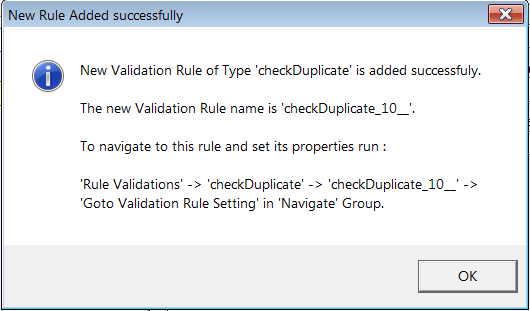 New Rule Added successfully
New Validation Rule of Type 'checkDuplicate' is added successfuly.
The new Validation Rule name is 'checkDuplicate_10__'.
To navigate to this rule and set its properties run :
'Rule Validations' -> 'checkDuplicate' -> 'checkDuplicate_10__' ->
'Goto Validation Rule Setting' in 'Navigate' Group.
OK